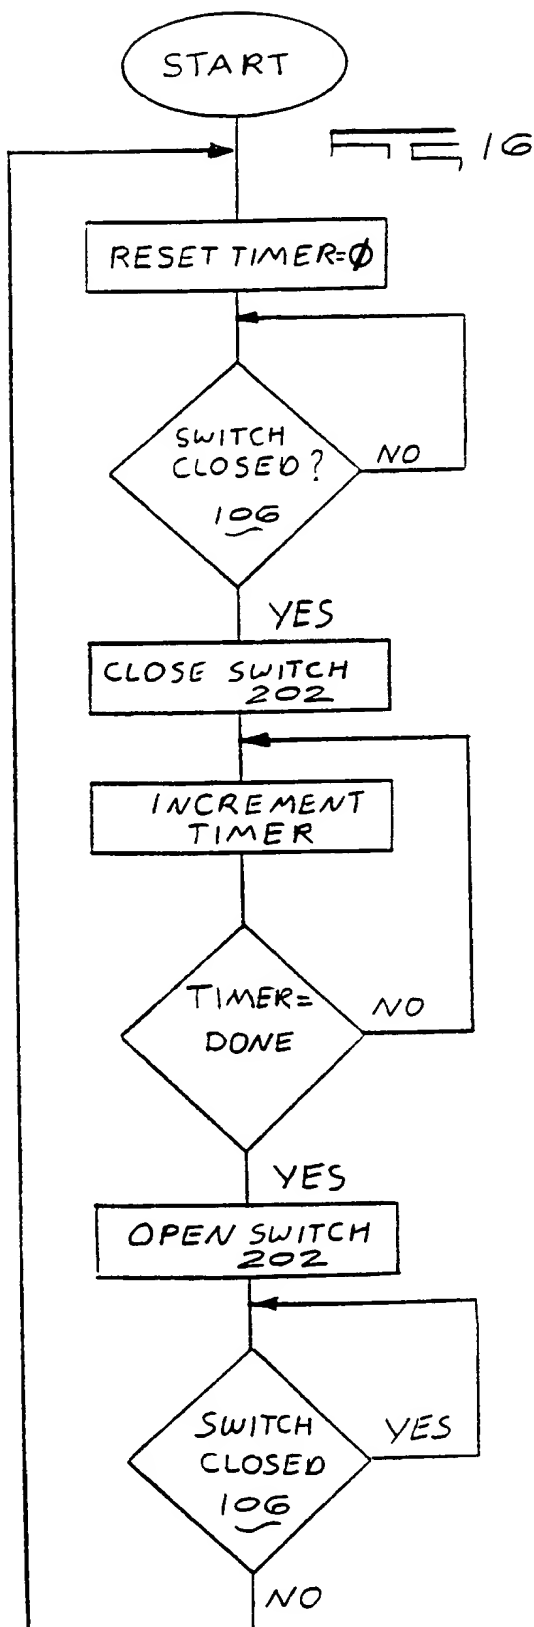 START
FIG 16
RESET TIMER=Ø
SWITCH
CLOSED?
106
NO
YES
CLOSE SWITCH
202
INCREMENT
TIMER
TIMER=
DONE
NO
YES
OPEN SWITCH
202
SWITCH
CLOSED
106
YES
NO